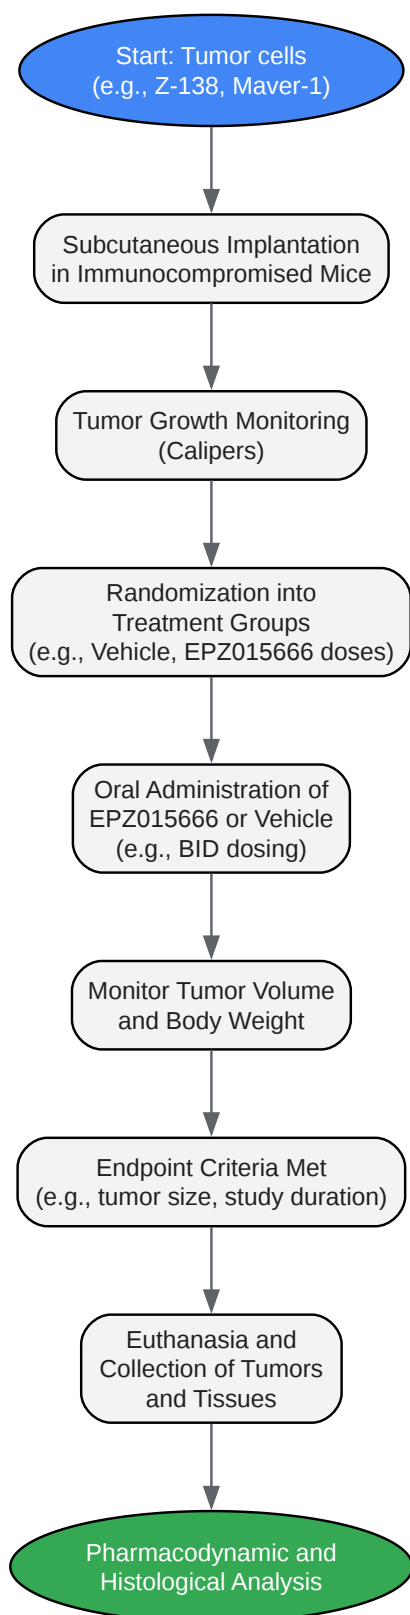 Start: Tumor cells
(e.g., Z-138, Maver-1)
Subcutaneous Implantation
in Immunocompromised Mice
Tumor Growth Monitoring
(Calipers)
Randomization into
Treatment Groups
(e.g., Vehicle, EPZ015666 doses)
Oral Administration of
EPZ015666 or Vehicle
(e.g., BID dosing)
Monitor Tumor Volume
and Body Weight
Endpoint Criteria Met
(e.g., tumor size, study duration)
Euthanasia and
Collection of Tumors
and Tissues
Pharmacodynamic and
Histological Analysis